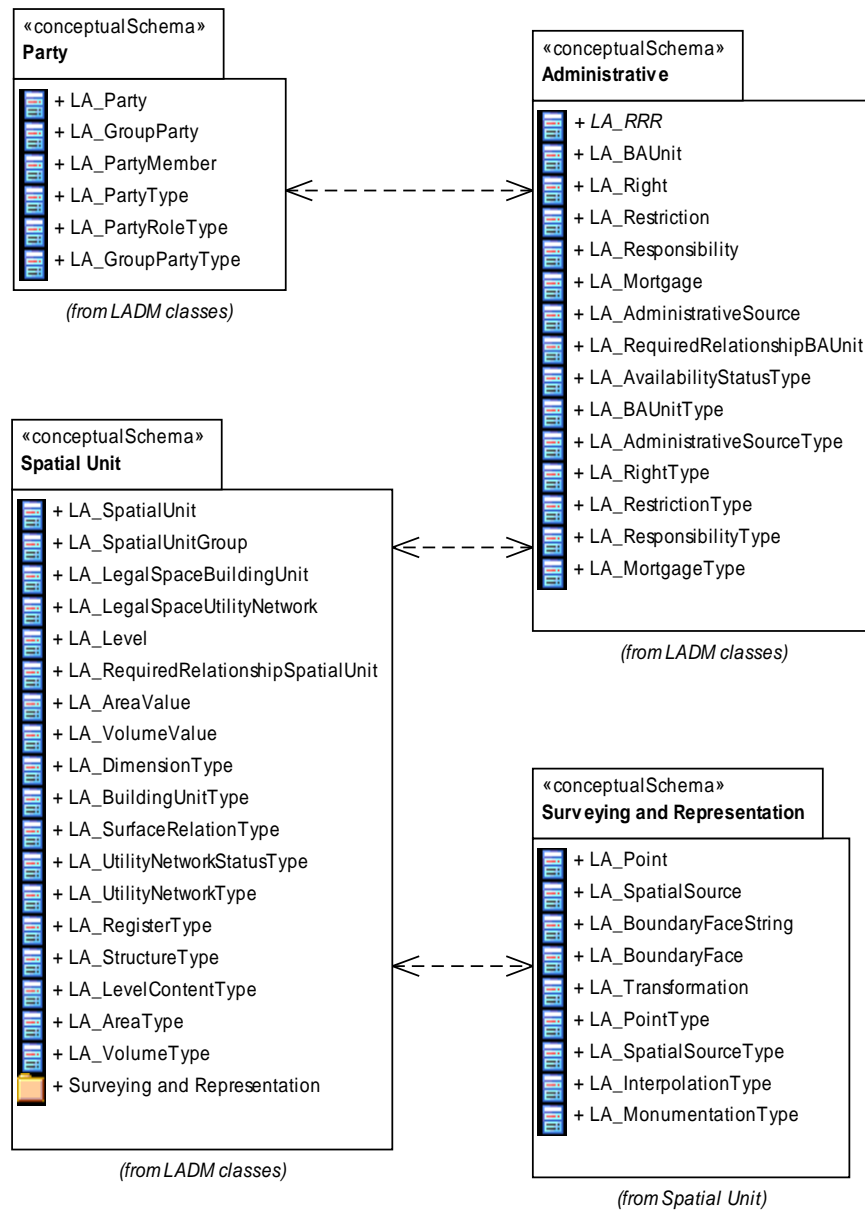 «conceptualSchema»
Party
+ LA_Party
+ LA_GroupParty
+ LA_PartyMember
+ LA_PartyType
+ LA_PartyRoleType
+ LA_GroupPartyType
(from LADM classes)
«conceptualSchema»
Administrative
+ LA_RRR
+ LA_BAUnit
+ LA_Right
+ LA_Restriction
+ LA_Responsibility
+ LA_Mortgage
+ LA_AdministrativeSource
+ LA_RequiredRelationshipBAUnit
+ LA_AvailabilityStatusType
+ LA_BAUnitType
+ LA_AdministrativeSourceType
+ LA_RightType
+ LA_RestrictionType
+ LA_ResponsibilityType
+ LA_MortgageType
(from LADM classes)
«conceptualSchema»
Spatial Unit
+ LA_SpatialUnit
+ LA_SpatialUnitGroup
+ LA_LegalSpaceBuildingUnit
+ LA_LegalSpaceUtilityNetwork
+ LA_Level
+ LA_RequiredRelationshipSpatialUnit
+ LA_AreaValue
+ LA_VolumeValue
+ LA_DimensionType
+ LA_BuildingUnitType
+ LA_SurfaceRelationType
+ LA_UtilityNetworkStatusType
+ LA_UtilityNetworkType
+ LA_RegisterType
+ LA_StructureType
+ LA_LevelContentType
+ LA_AreaType
+ LA_VolumeType
+ Surveying and Representation
(from LADM classes)
«conceptualSchema»
Surveying and Representation
+ LA_Point
+ LA_SpatialSource
+ LA_BoundaryFaceString
+ LA_BoundaryFace
+ LA_Transformation
+ LA_PointType
+ LA_SpatialSourceType
+ LA_InterpolationType
+ LA_MonumentationType
(from Spatial Unit)